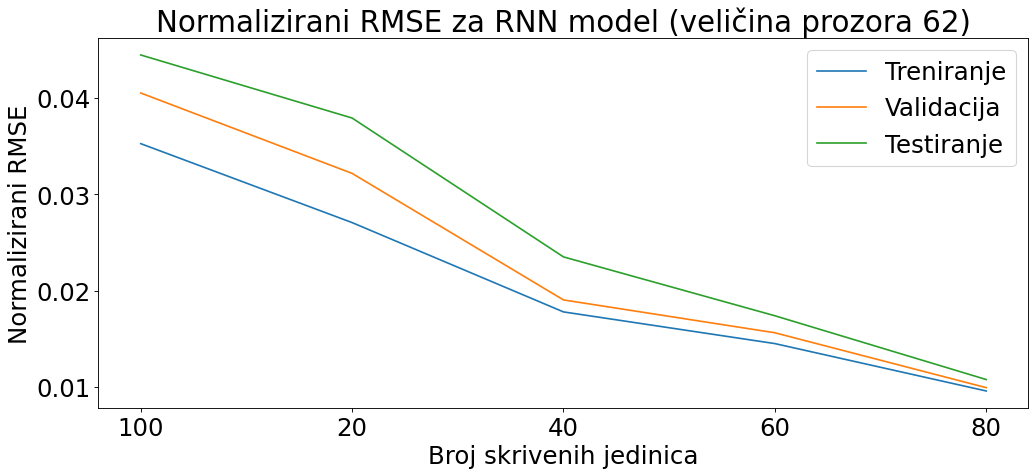 Normalizirani RMSE za RNN model (veličina prozora 62)
Treniranje
Validacija
Testiranje
Normalizirani RMSE
0.04
0.03
0.02
0.01
100 20 40 60 80
Broj skrivenih jedinica